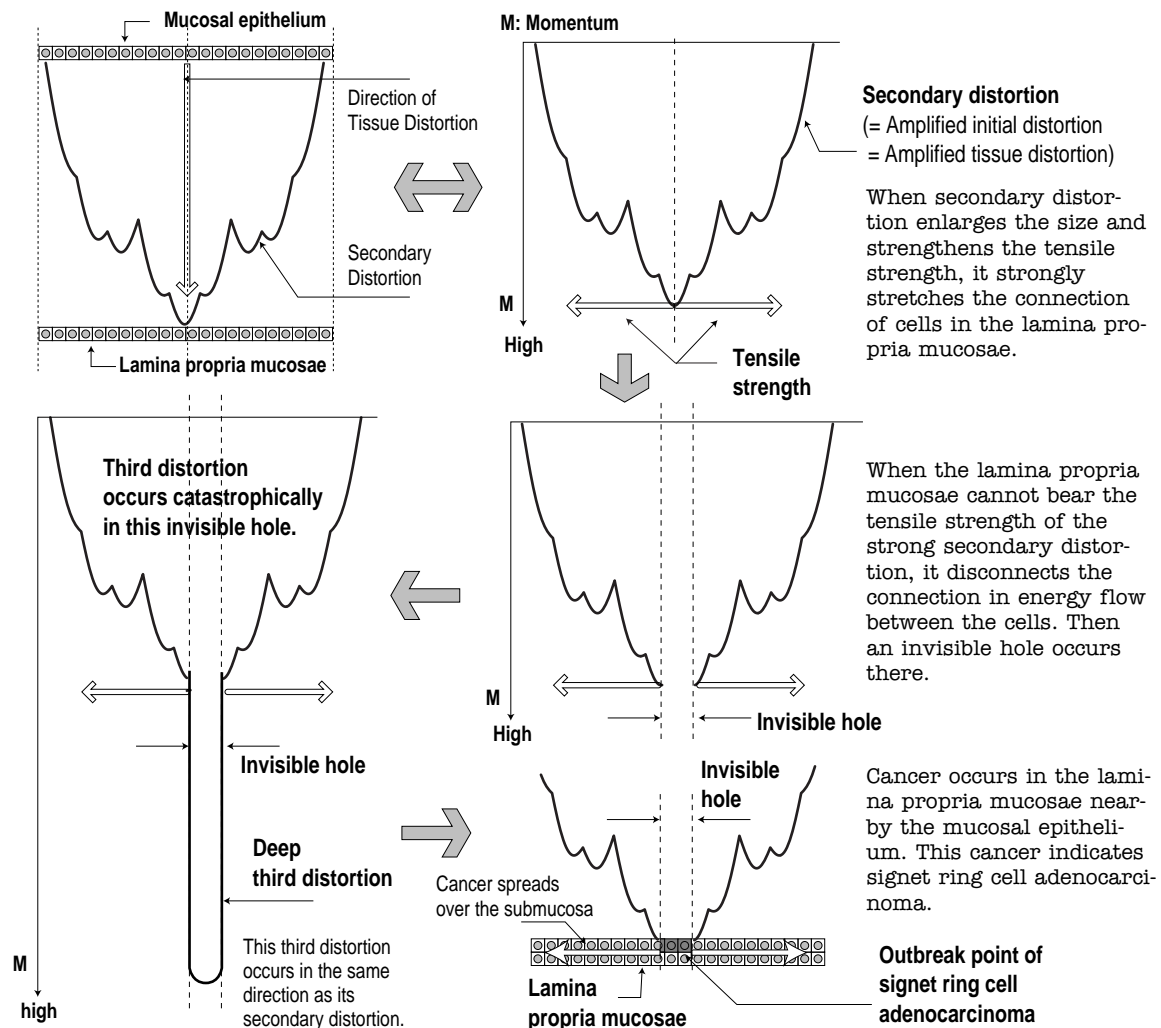 Mucosal epithelium
Direction of
Tissue Distortion
Secondary
Distortion
Lamina propria mucosae
M: Momentum
M
High
Tensile
strength
Secondary distortion
(= Amplified initial distortion
= Amplified tissue distortion)
When secondary distor-
tion enlarges the size and
strengthens the tensile
strength, it strongly
stretches the connection
of cells in the lamina pro-
pria mucosae.
Third distortion
occurs catastrophically
in this invisible hole.
Invisible hole
Deep
third distortion
This third distortion
occurs in the same
direction as its
secondary distortion.
M
high
M
High
Invisible hole
When the lamina propria
mucosae cannot bear the
tensile strength of the
strong secondary distor-
tion, it disconnects the
connection in energy flow
between the cells. Then
an invisible hole occurs
there.
Invisible
hole
Cancer spreads
over the submucosa
Lamina
propria mucosae
Outbreak point of
signet ring cell
adenocarcinoma
Cancer occurs in the lami-
na propria mucosae near-
by the mucosal epitheli-
um. This cancer indicates
signet ring cell adenocarci-
noma.